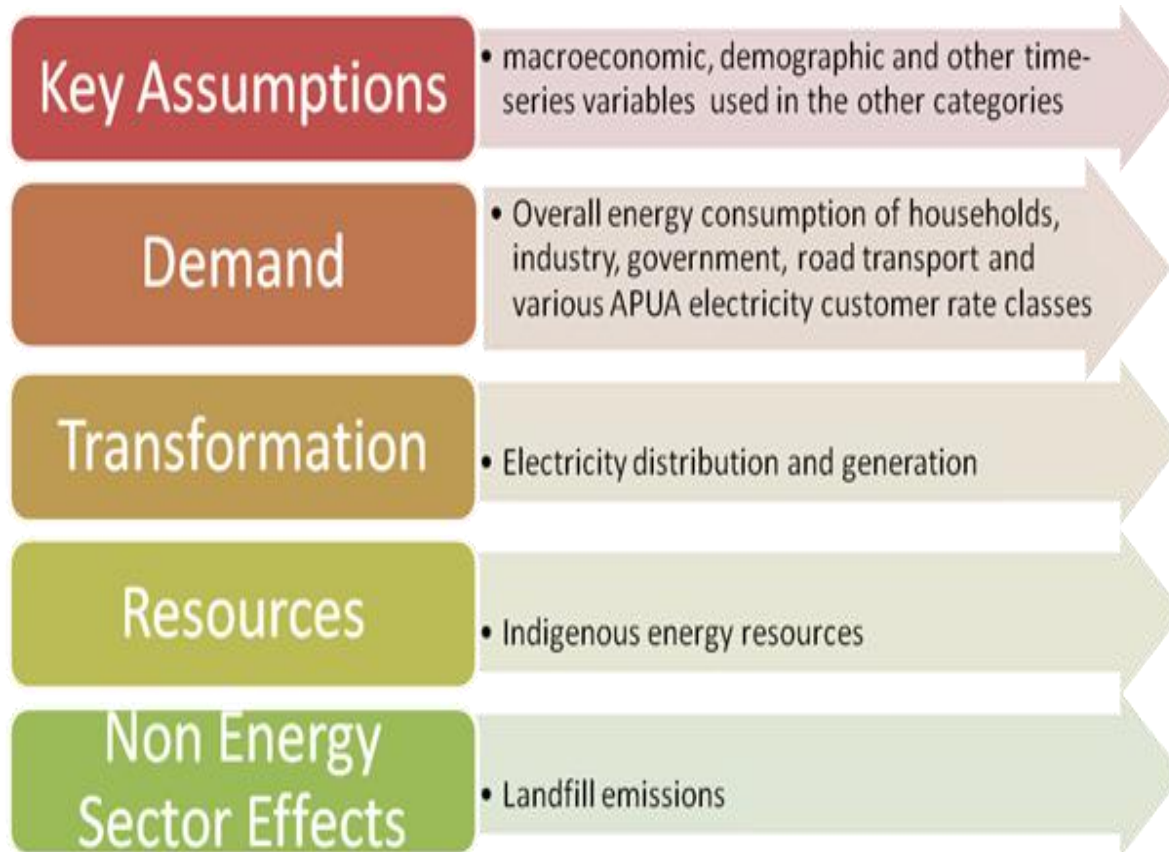 Key Assumptions
• macroeconomic, demographic and other time-
series variables used in the other categories
Demand
• Overall energy consumption of households,
industry, government, road transport and
various APUA electricity customer rate classes
Transformation
• Electricity distribution and generation
Resources
• Indigenous energy resources
Non Energy
Sector Effects
• Landfill emissions